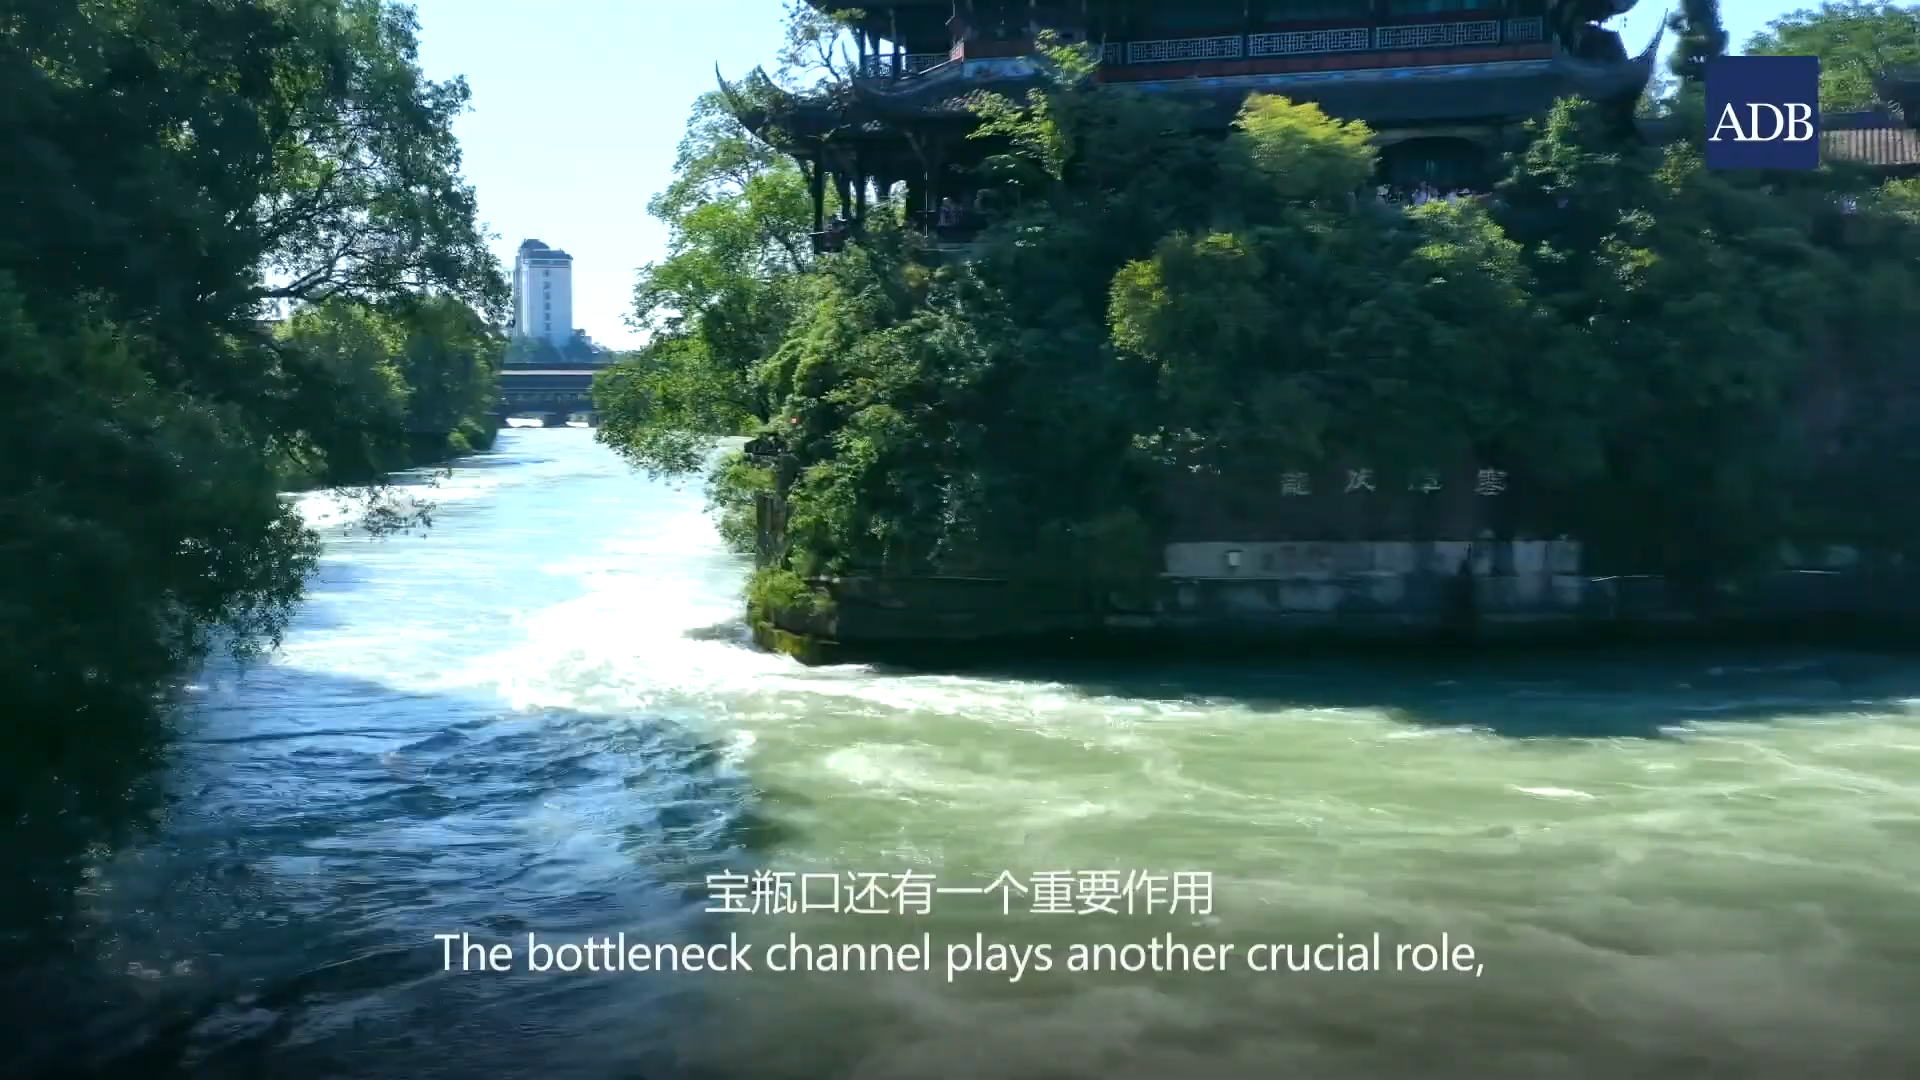 ADB
宝瓶口还有一个重要作用
The bottleneck channel plays another crucial role,